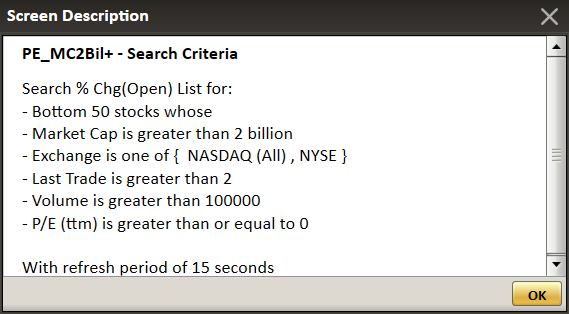 Screen Description
PE_MC2Bil+ - Search Criteria
Search % Chg(Open) List for:
- Bottom 50 stocks whose
- Market Cap is greater than 2 billion
- Exchange is one of {  NASDAQ (All) , NYSE }
- Last Trade is greater than 2
- Volume is greater than 100000
- P/E (ttm) is greater than or equal to 0
With refresh period of 15 seconds
OK